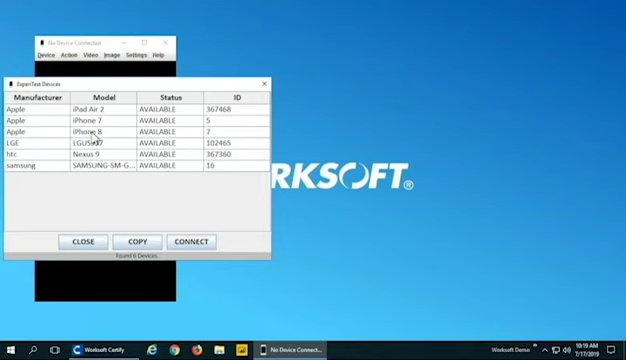 No Device Connected
Device Action Video Image Settings Help
ExperiTest Devices
Manufacturer Model Status ID
Apple iPad Air 2 AVAILABLE 367468
Apple iPhone 7 AVAILABLE 5
Apple iPhone 8 AVAILABLE 7
LGE AVAILABLE 102465
htc Nexus 9 AVAILABLE 367360
samsung SAMSUNG-SM-G... AVAILABLE 16
RKSOFT®
CLOSE COPY CONNECT
Found 6 Devices.
Worksoft Certify
No Device Connect...
Worksoft Demo
10:19 AM
7/17/2019